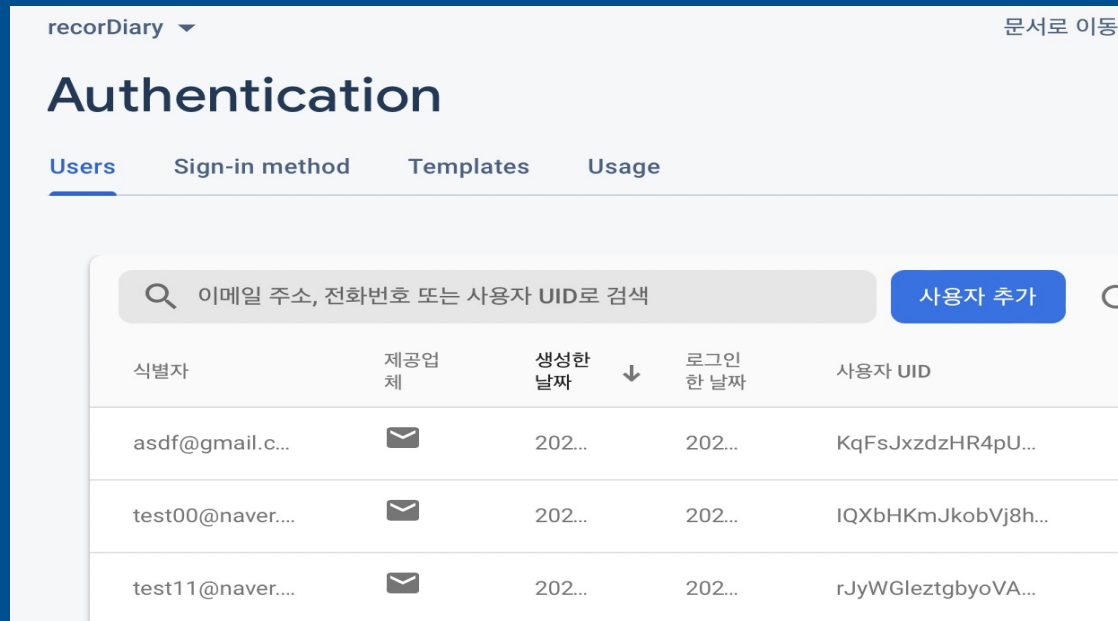 recorDiary
문서로 이동
Authentication
Users Sign-in method Templates Usage
이메일 주소, 전화번호 또는 사용자 UID로 검색
사용자 추가
식별자 제공업체 생성한 날짜 로그인한 날짜 사용자 UID
asdf@gmail.c... 202... 202... KqFsJxzdzHR4pU...
test00@naver.... 202... 202... IQXbHKmJkobVj8h...
test11@naver.... 202... 202... rJyWGleztgbyoVA...